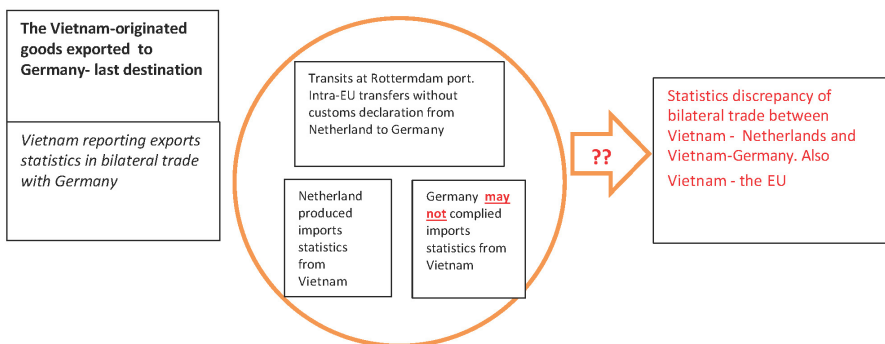 The Vietnam-originated
goods exported to
Germany- last destination
Vietnam reporting exports
statistics in bilateral trade
with Germany
Transits at Rottermdam port.
Intra-EU transfers without
customs declaration from
Netherland to Germany
Netherland
produced
imports
statistics
from
Vietnam
Germany may
not complied
imports
statistics from
Vietnam
??
Statistics discrepancy of
bilateral trade between
Vietnam - Netherlands and
Vietnam-Germany. Also
Vietnam - the EU